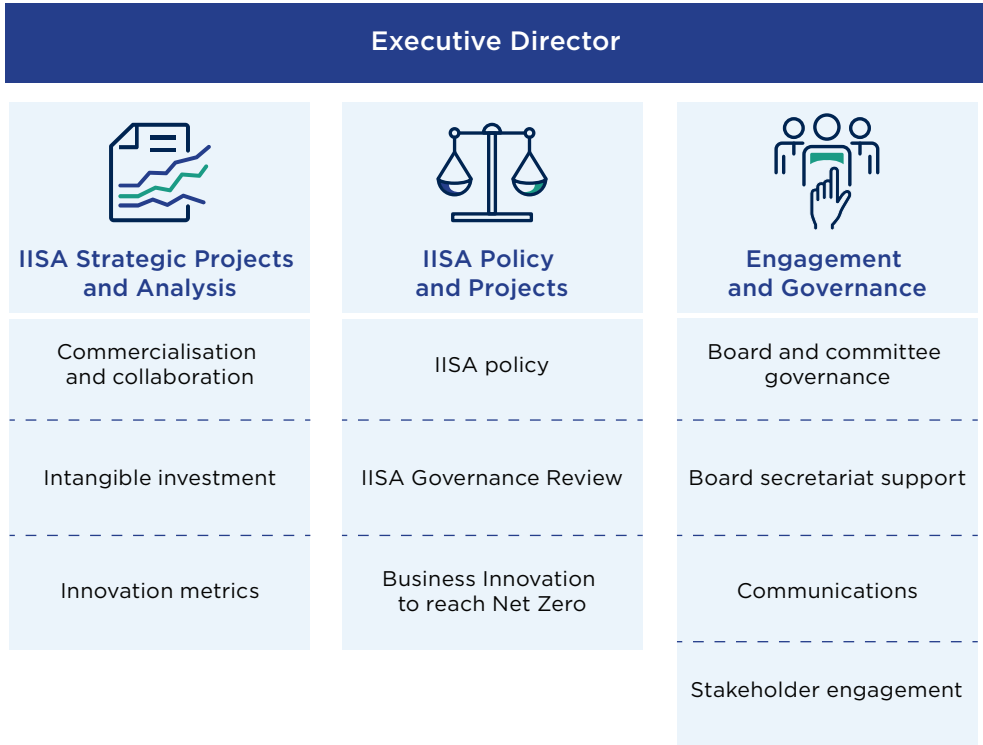 Executive Director
IISA Strategic Projects
and Analysis
Commercialisation
and collaboration
Intangible investment
Innovation metrics
IISA Policy
and Projects
IISA policy
IISA Governance Review
Business Innovation
to reach Net Zero
Engagement
and Governance
Board and committee
governance
Board secretariat support
Communications
Stakeholder engagement